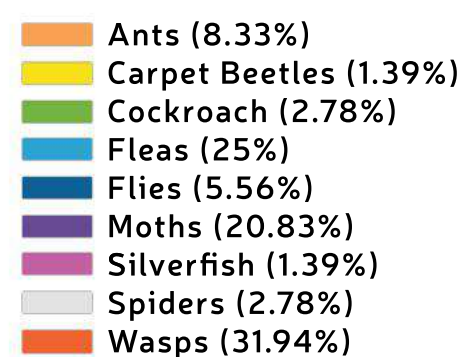 Ants (8.33%)
Carpet Beetles (1.39%)
Cockroach (2.78%)
Fleas (25%)
Flies (5.56%)
Moths (20.83%)
Silverfish (1.39%)
Spiders (2.78%)
Wasps (31.94%)